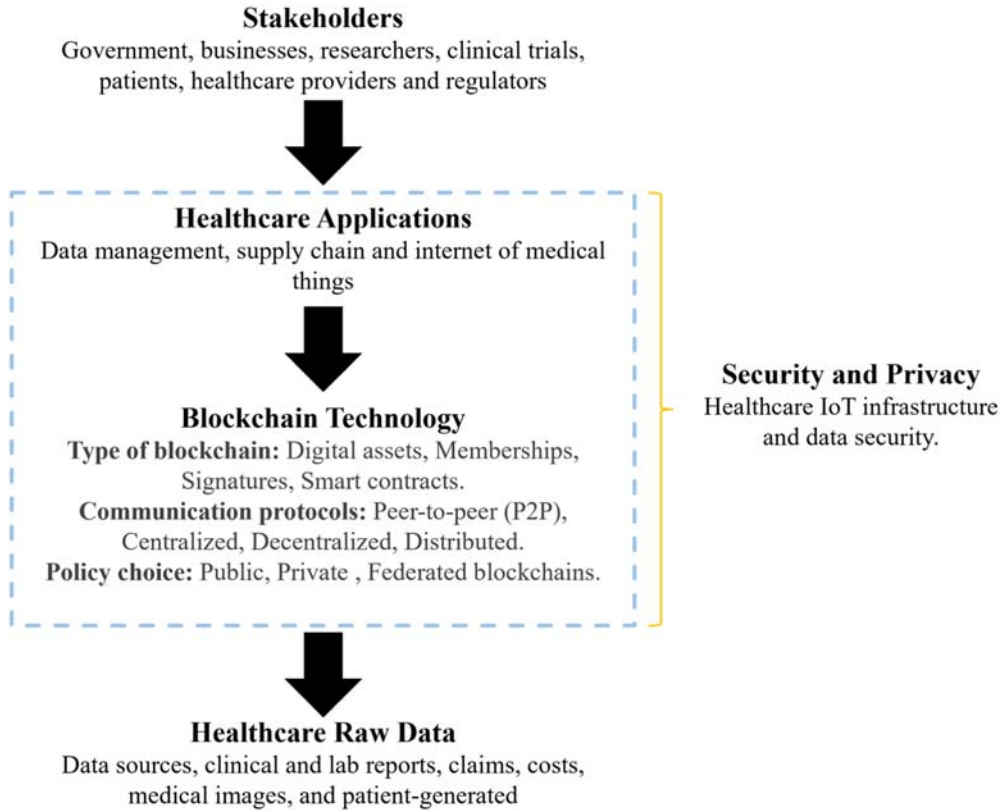 Stakeholders
Government, businesses, researchers, clinical trials,
patients, healthcare providers and regulators
Healthcare Applications
Data management, supply chain and internet of medical
things
Blockchain Technology
Type of blockchain: Digital assets, Memberships,
Signatures, Smart contracts.
Communication protocols: Peer-to-peer (P2P),
Centralized, Decentralized, Distributed.
Policy choice: Public, Private , Federated blockchains.
Security and Privacy
Healthcare IoT infrastructure
and data security.
Healthcare Raw Data
Data sources, clinical and lab reports, claims, costs,
medical images, and patient-generated